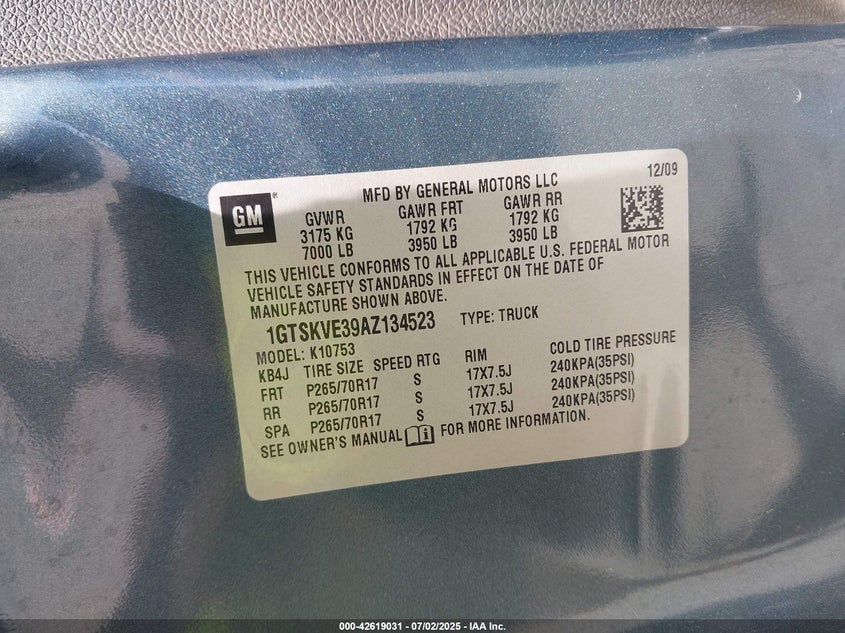 MFD BY GENERAL MOTORS LLC 12/09
GM
GVWR GAWR FRT GAWR RR
3175 KG 1792 KG 1792 KG
7000 LB 3950 LB 3950 LB
THIS VEHICLE CONFORMS TO ALL APPLICABLE U.S. FEDERAL MOTOR
VEHICLE SAFETY STANDARDS IN EFFECT ON THE DATE OF
MANUFACTURE SHOWN ABOVE.
1GTSKVE39AZ134523 TYPE: TRUCK
MODEL: K10753
KB4J TIRE SIZE SPEED RTG RIM COLD TIRE PRESSURE
FRT P265/70R17 S 17X7.5J 240KPA(35PSI)
RR P265/70R17 S 17X7.5J 240KPA(35PSI)
SPA P265/70R17 S 17X7.5J 240KPA(35PSI)
SEE OWNER'S MANUAL FOR MORE INFORMATION.
000-42619031 - 07/02/2025 - IAA Inc.